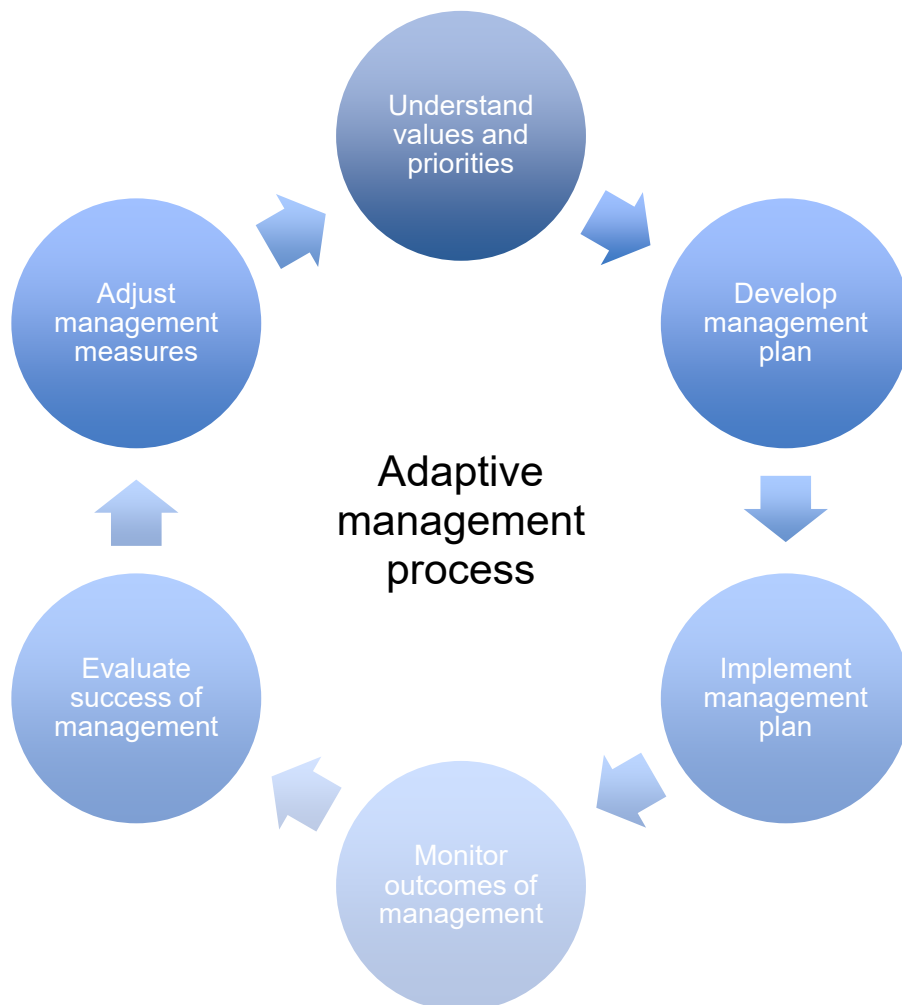 Understand
values and
priorities
Develop
management
plan
Implement
management
plan
Monitor
outcomes of
management
Evaluate
success of
management
Adjust
management
measures
Adaptive
management
process